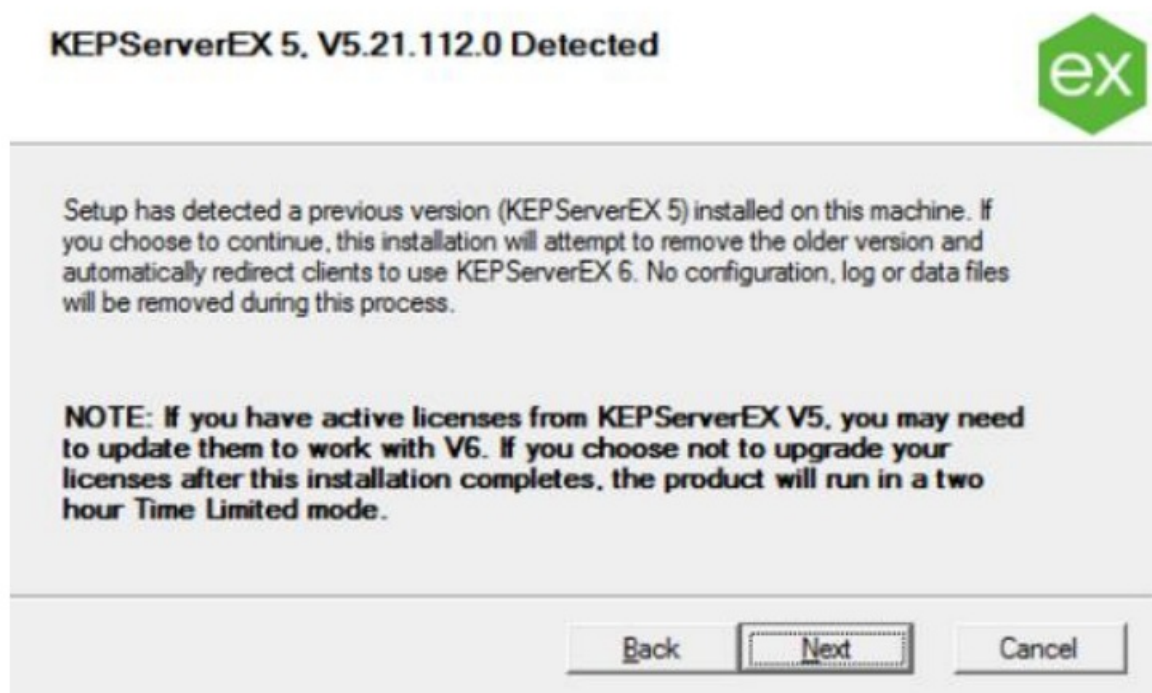 KEPServerEX 5, V5.21.112.0 Detected
ex
Setup has detected a previous version (KEPServerEX 5) installed on this machine. If
you choose to continue, this installation will attempt to remove the older version and
automatically redirect clients to use KEPServerEX 6. No configuration, log or data files
will be removed during this process.
NOTE: If you have active licenses from KEPServerEX V5, you may need
to update them to work with V6. If you choose not to upgrade your
licenses after this installation completes, the product will run in a two
hour Time Limited mode.
Back Next Cancel